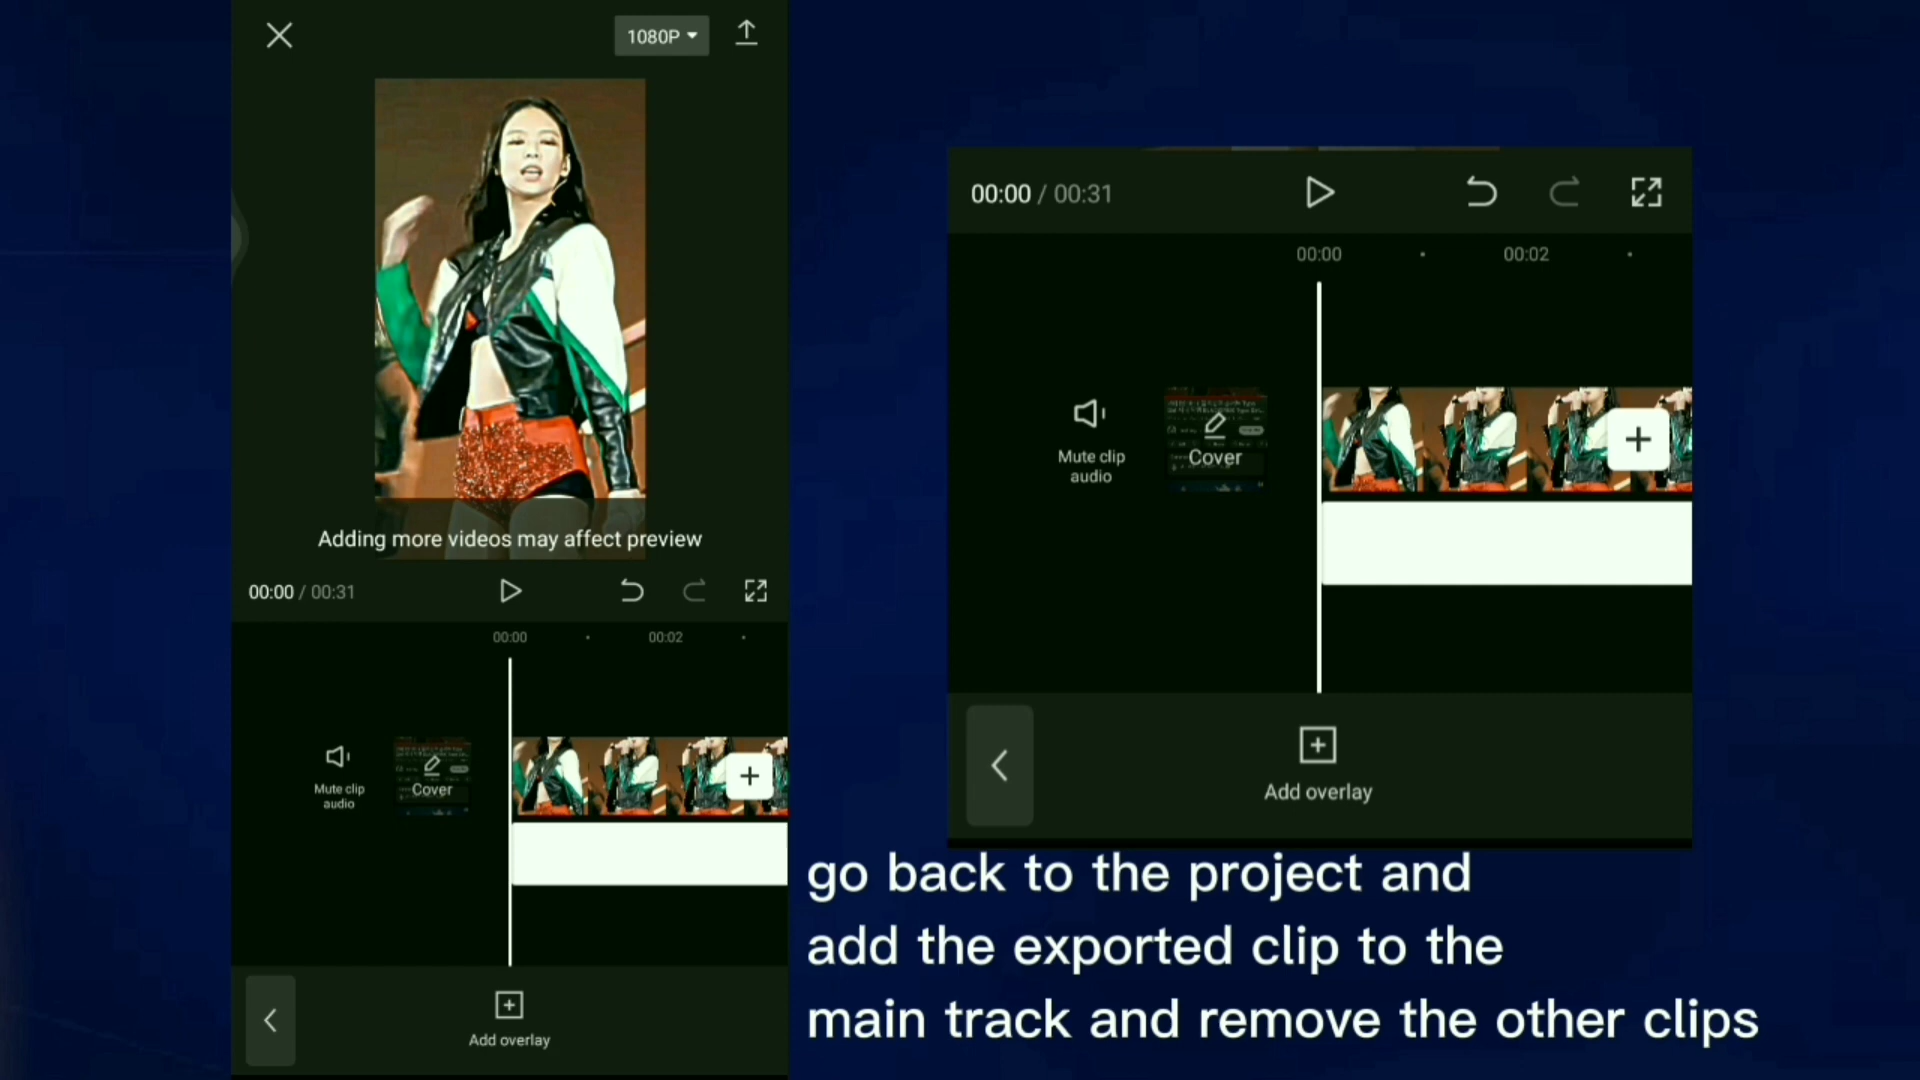 1080P
Adding more videos may affect preview
00:00 / 00:31
00:00
00:02
Mute clip
audio
Cover
Add overlay
00:00 / 00:31
00:00
00:02
Mute clip
audio
Cover
Add overlay
go back to the project and
add the exported clip to the
main track and remove the other clips